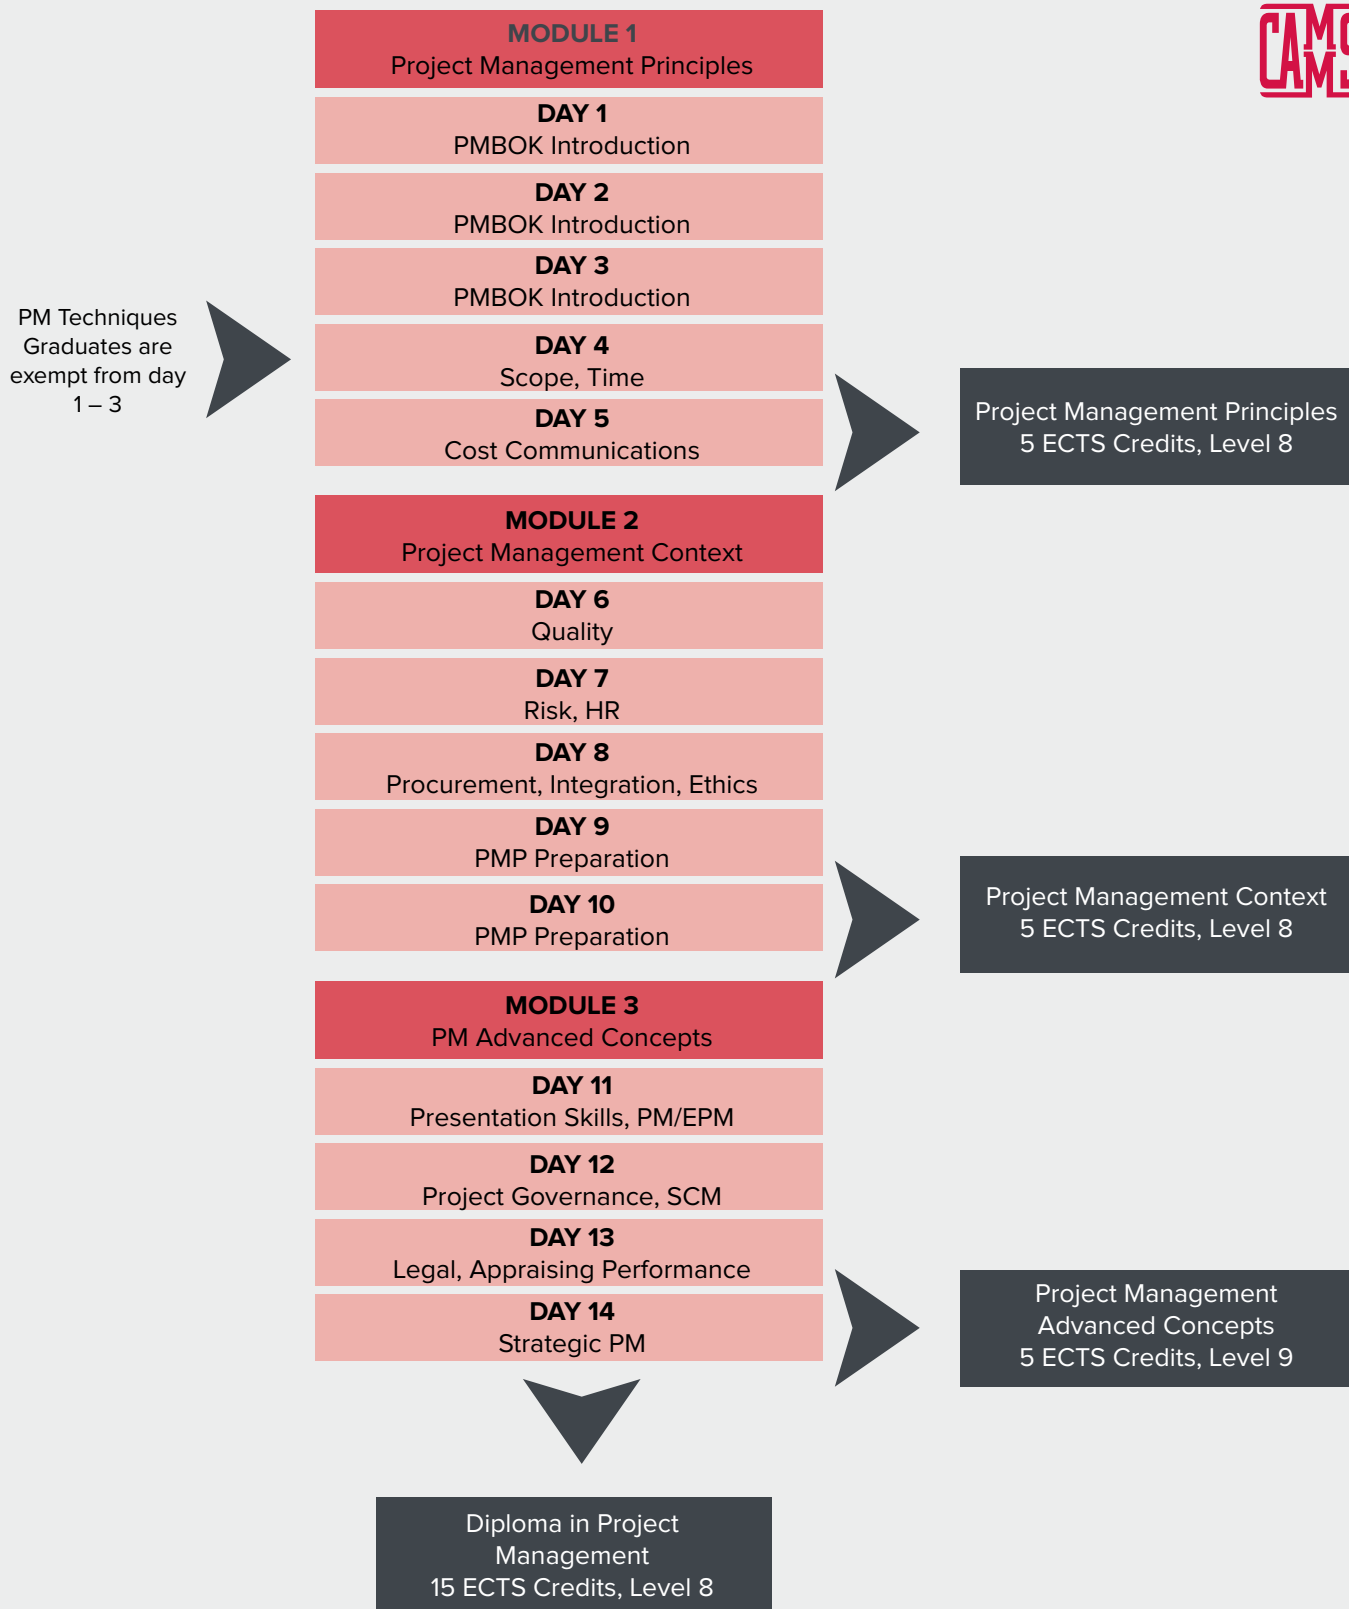 MODULE 1
Project Management Principles
DAY 1
PMBOK Introduction
DAY 2
PMBOK Introduction
DAY 3
PMBOK Introduction
PM Techniques
Graduates are
exempt from day
1 – 3
DAY 4
Scope, Time
DAY 5
Cost Communications
Project Management Principles
5 ECTS Credits, Level 8
MODULE 2
Project Management Context
DAY 6
Quality
DAY 7
Risk, HR
DAY 8
Procurement, Integration, Ethics
DAY 9
PMP Preparation
DAY 10
PMP Preparation
Project Management Context
5 ECTS Credits, Level 8
MODULE 3
PM Advanced Concepts
DAY 11
Presentation Skills, PM/EPM
DAY 12
Project Governance, SCM
DAY 13
Legal, Appraising Performance
DAY 14
Strategic PM
Project Management
Advanced Concepts
5 ECTS Credits, Level 9
Diploma in Project
Management
15 ECTS Credits, Level 8